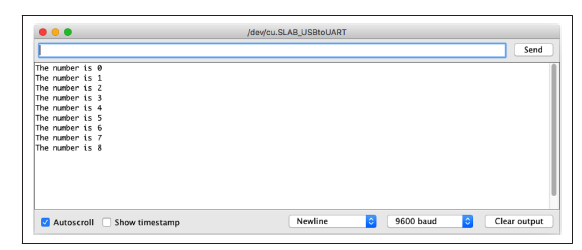 /dev/cu.SLAB_USBtoUART
Send
The number is 0
The number is 1
The number is 2
The number is 3
The number is 4
The number is 5
The number is 6
The number is 7
The number is 8
Autoscroll Show timestamp Newline 9600 baud Clear output